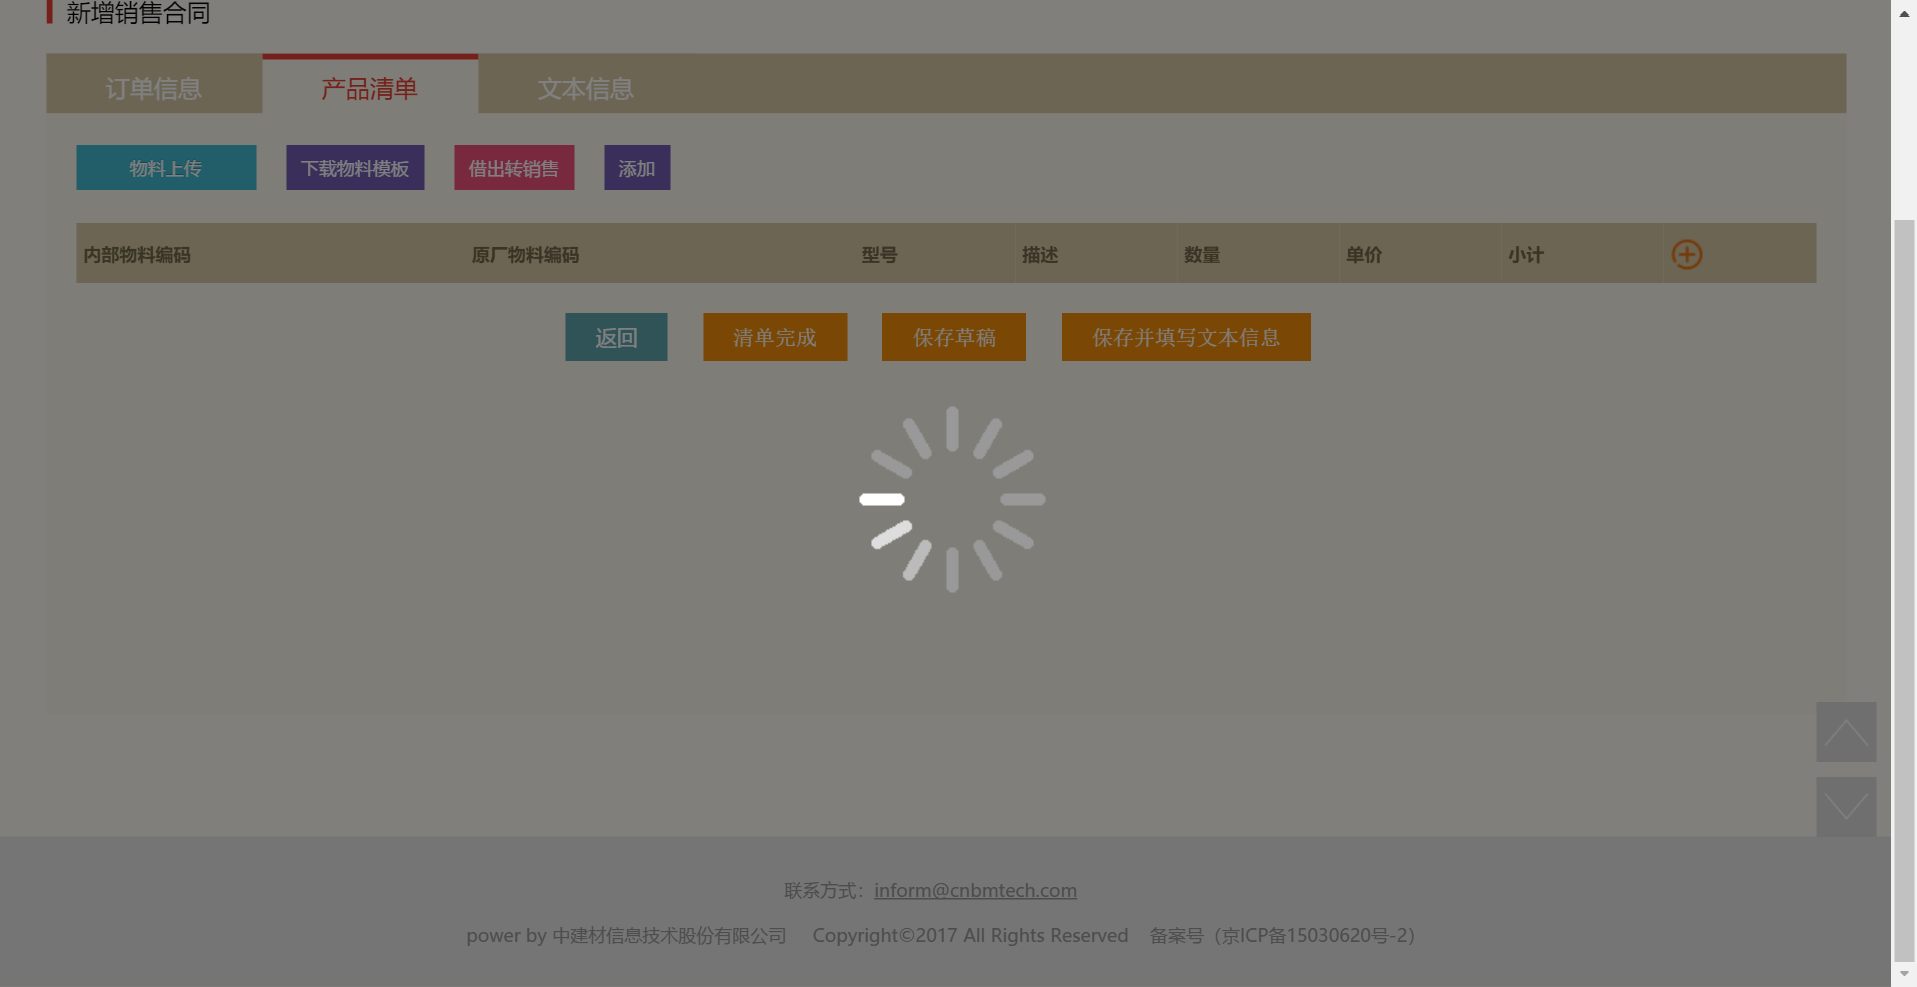 新增销售合同
订单信息 产品清单 文本信息
物料上传 下载物料模板 借出转销售 添加
内部物料编码 原厂物料编码 型号 描述 数量 单价 小计
返回 清单完成 保存草稿 保存并填写文本信息
联系方式：inform@cnbmtech.com
power by 中建材信息技术股份有限公司 Copyright©2017 All Rights Reserved 备案号（京ICP备15030620号-2）